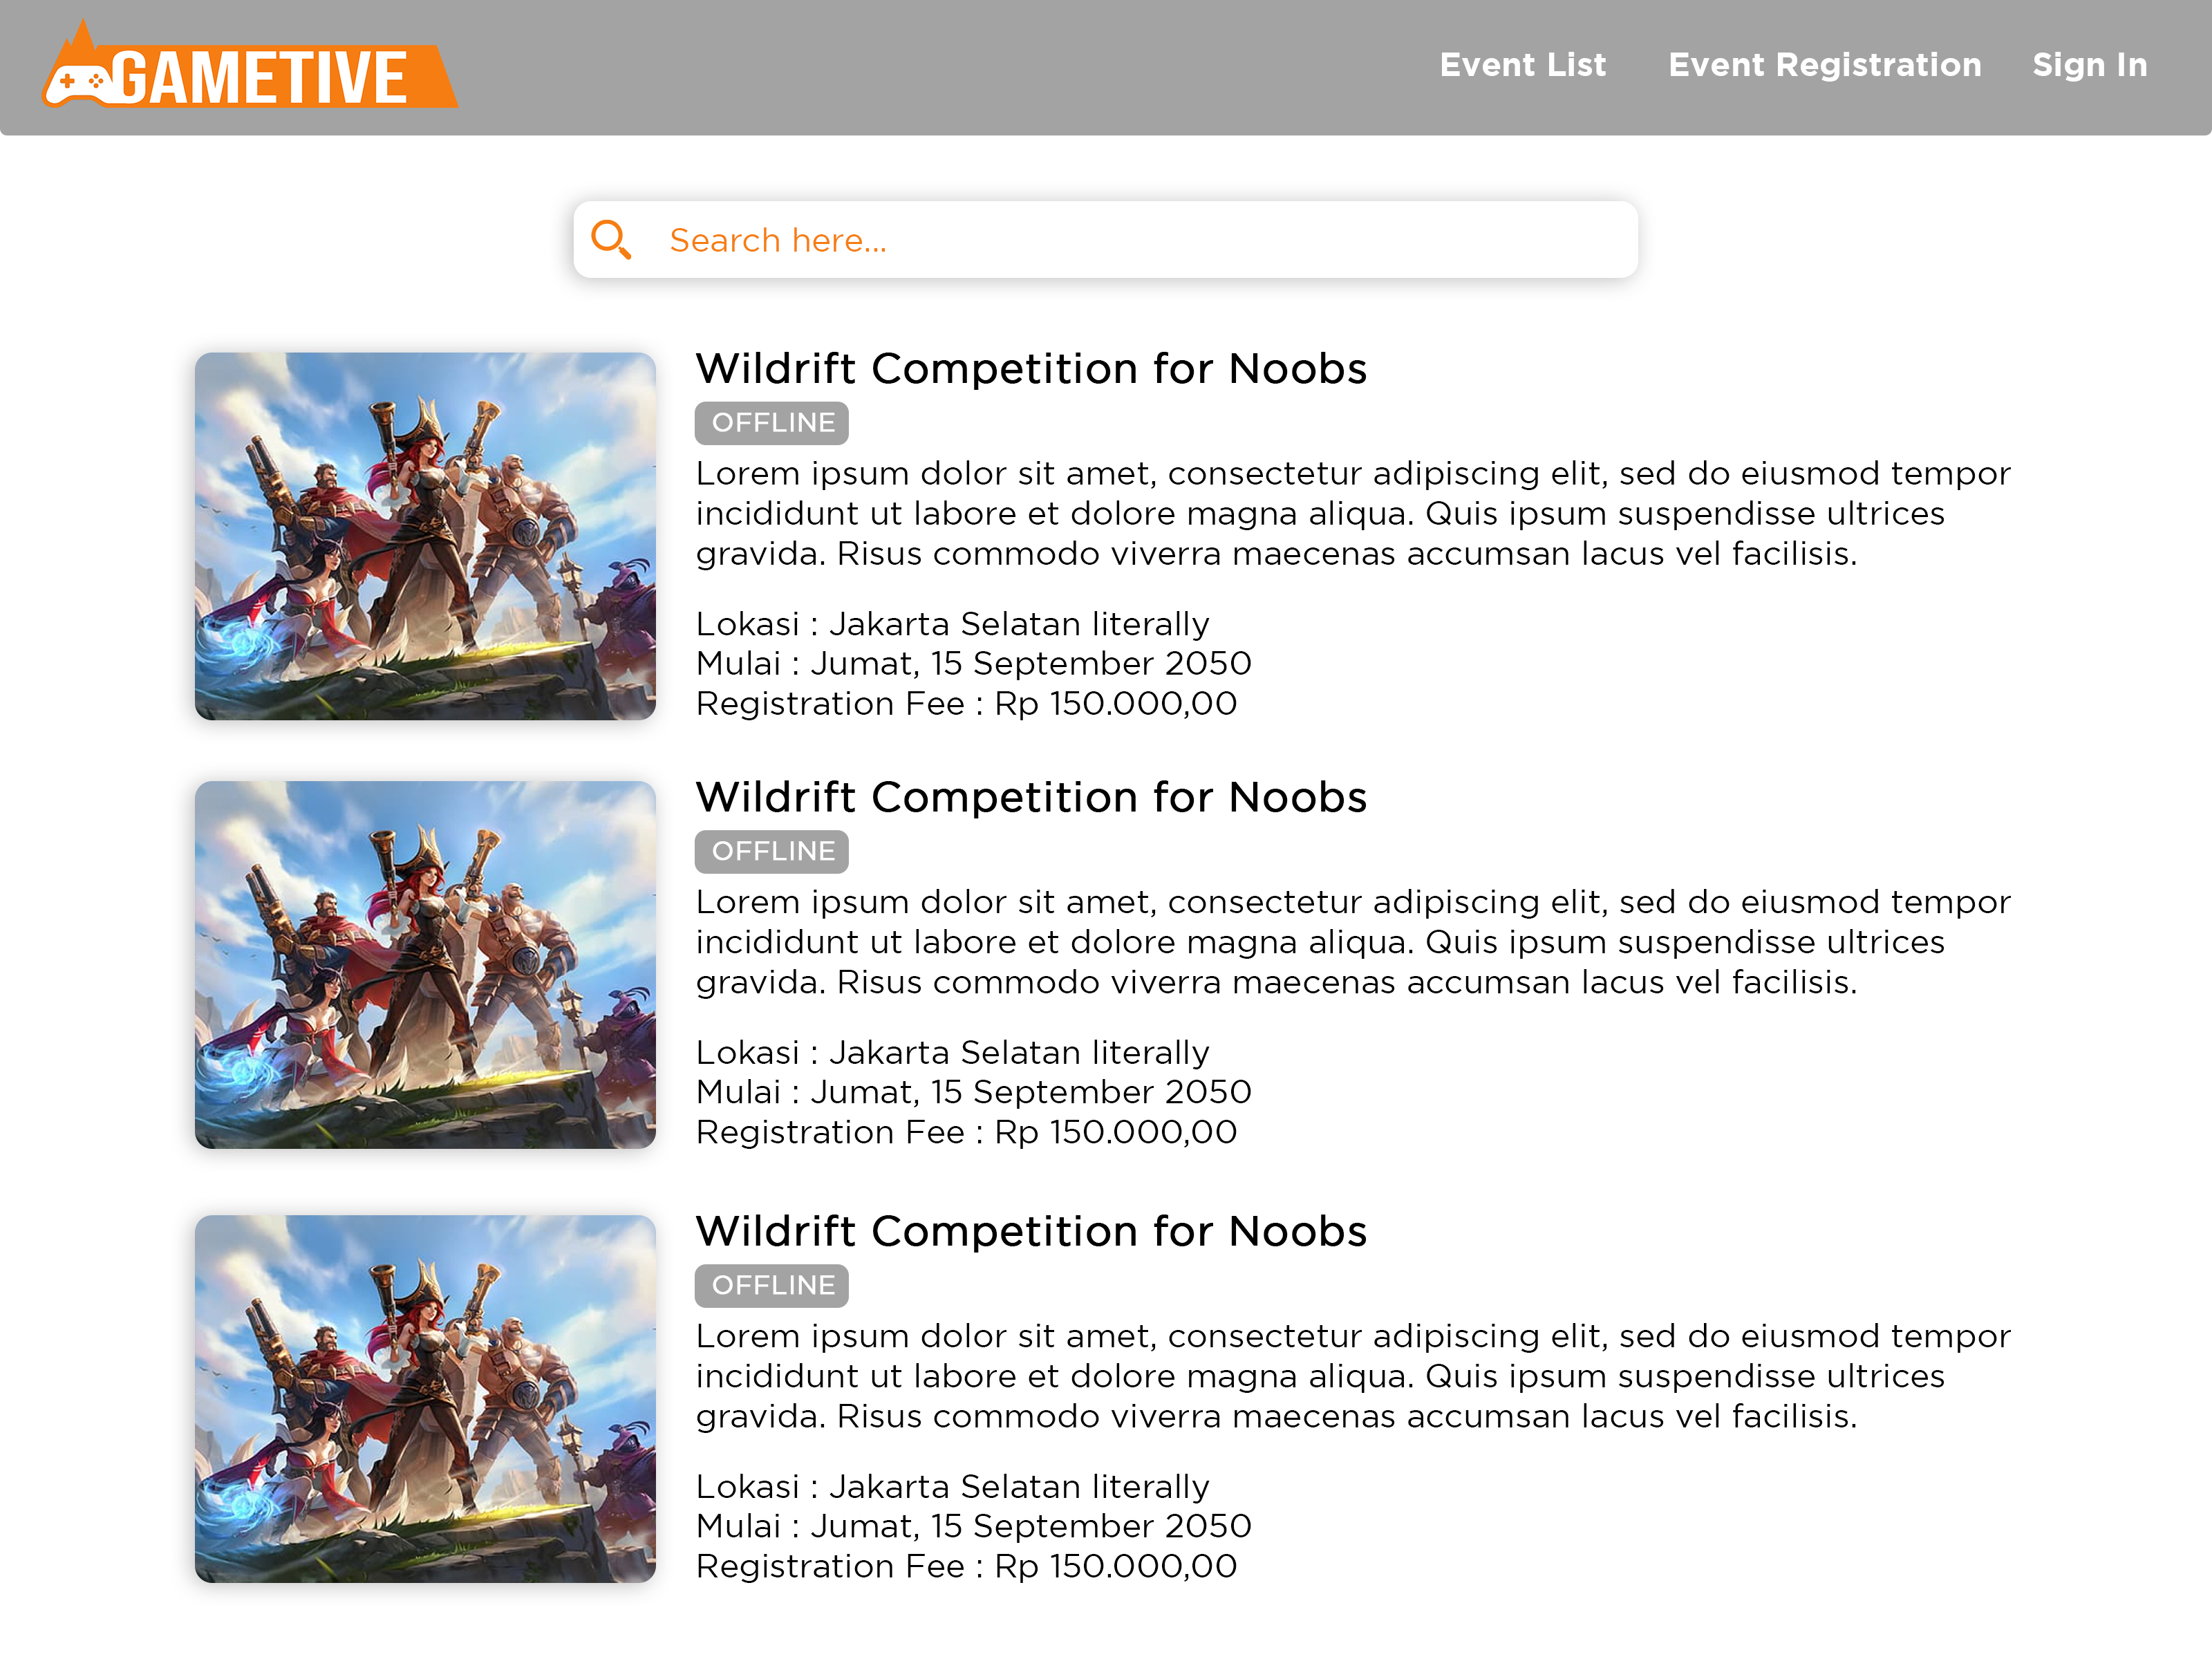 GAMETIVE
Event List Event Registration Sign In
Search here...
Wildrift Competition for Noobs
OFFLINE
Lorem ipsum dolor sit amet, consectetur adipiscing elit, sed do eiusmod tempor
incididunt ut labore et dolore magna aliqua. Quis ipsum suspendisse ultrices
gravida. Risus commodo viverra maecenas accumsan lacus vel facilisis.
Lokasi : Jakarta Selatan literally
Mulai : Jumat, 15 September 2050
Registration Fee : Rp 150.000,00
Wildrift Competition for Noobs
OFFLINE
Lorem ipsum dolor sit amet, consectetur adipiscing elit, sed do eiusmod tempor
incididunt ut labore et dolore magna aliqua. Quis ipsum suspendisse ultrices
gravida. Risus commodo viverra maecenas accumsan lacus vel facilisis.
Lokasi : Jakarta Selatan literally
Mulai : Jumat, 15 September 2050
Registration Fee : Rp 150.000,00
Wildrift Competition for Noobs
OFFLINE
Lorem ipsum dolor sit amet, consectetur adipiscing elit, sed do eiusmod tempor
incididunt ut labore et dolore magna aliqua. Quis ipsum suspendisse ultrices
gravida. Risus commodo viverra maecenas accumsan lacus vel facilisis.
Lokasi : Jakarta Selatan literally
Mulai : Jumat, 15 September 2050
Registration Fee : Rp 150.000,00